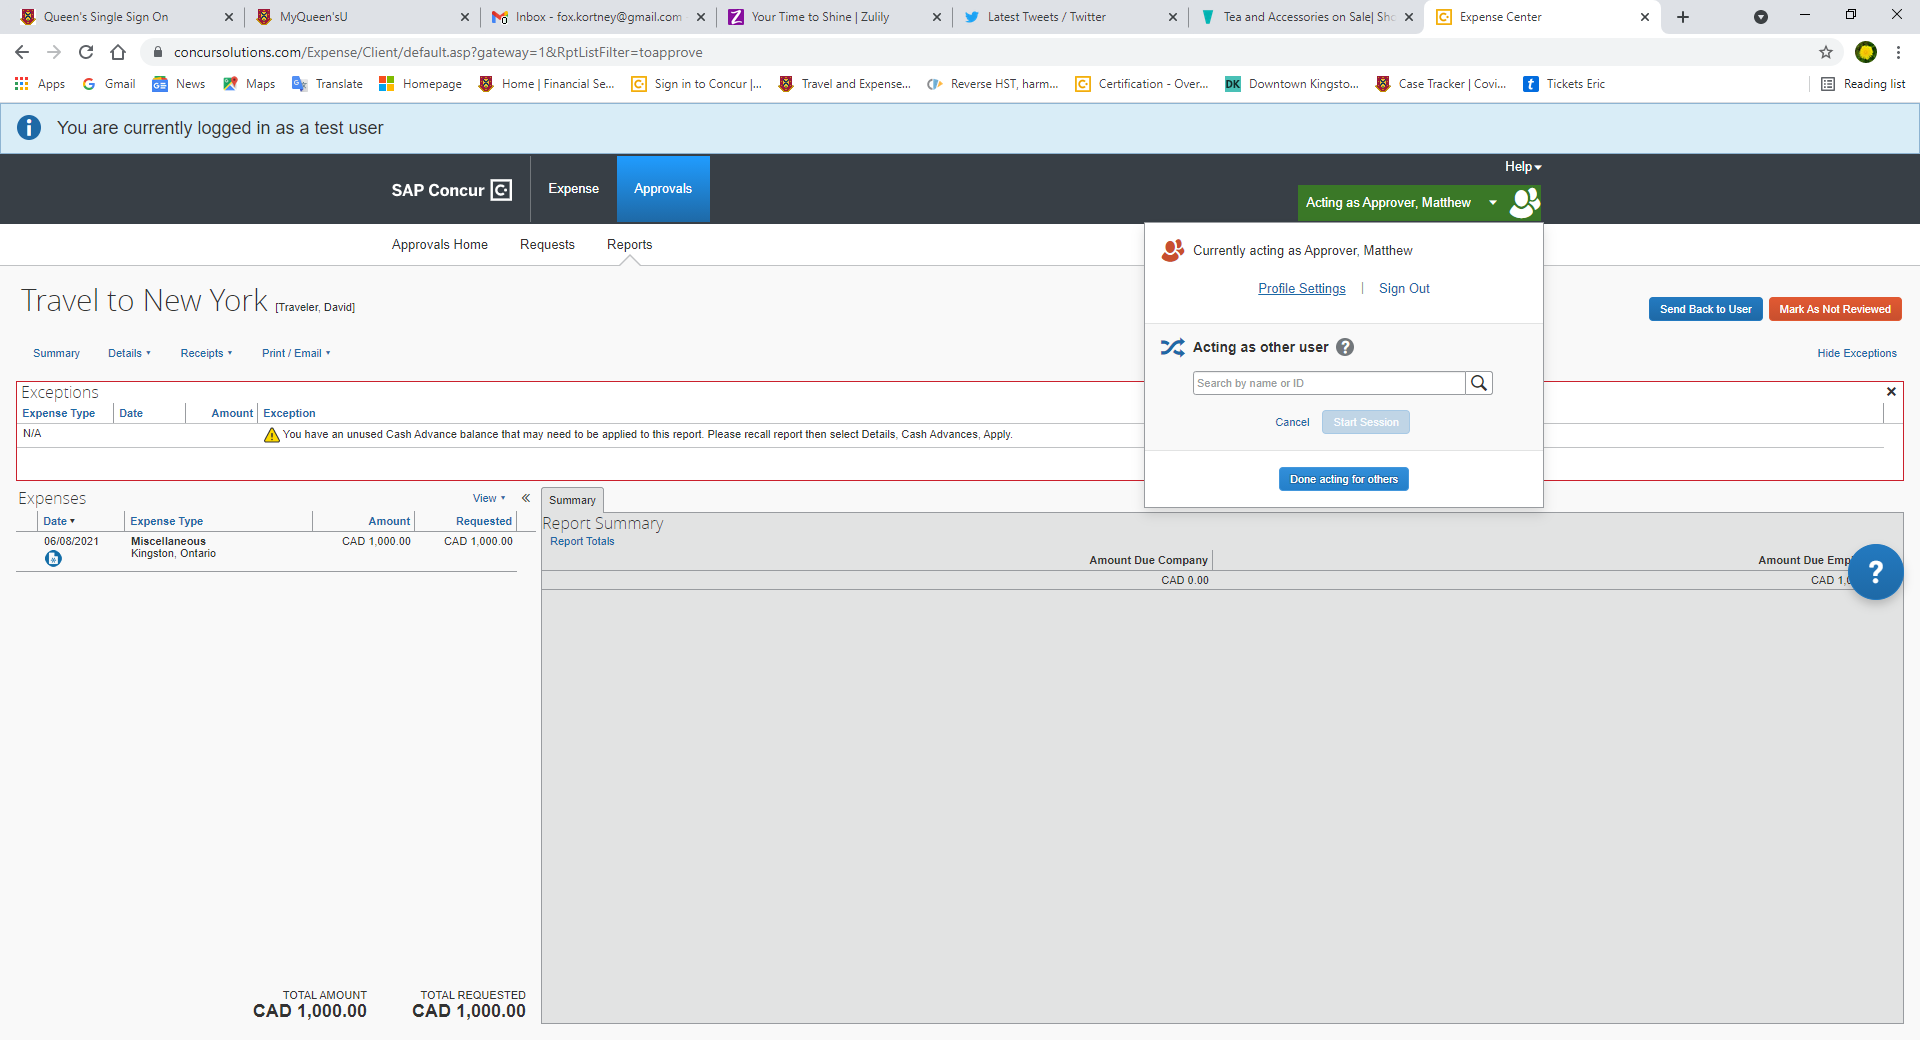 Queen's Single Sign On
MyQueen'sU
Inbox - fox.kortney@gmail.com
Your Time to Shine | Zulily
Latest Tweets / Twitter
Tea and Accessories on Sale| Sho
Expense Center
concursolutions.com/Expense/Client/default.asp?gateway=1&RptListFilter=toapprove
Apps
Gmail
News
Maps
Translate
Homepage
Home | Financial Se...
Sign in to Concur |...
Travel and Expense...
Reverse HST, harm...
Certification - Over...
DK Downtown Kingsto...
Case Tracker | Covi...
t Tickets Eric
Reading list
You are currently logged in as a test user
Help
SAP Concur
Expense
Approvals
Acting as Approver, Matthew
Approvals Home
Requests
Reports
Currently acting as Approver, Matthew
Profile Settings | Sign Out
Travel to New York [Traveler, David]
Send Back to User
Mark As Not Reviewed
Summary
Details
Receipts
Print / Email
Hide Exceptions
Acting as other user ?
Search by name or ID
Cancel
Start Session
Done acting for others
Exceptions
Expense Type Date Amount Exception
N/A You have an unused Cash Advance balance that may need to be applied to this report. Please recall report then select Details, Cash Advances, Apply.
Expenses
View
Date Expense Type Amount Requested
06/08/2021 Miscellaneous CAD 1,000.00 CAD 1,000.00
Kingston, Ontario
Summary
Report Summary
Report Totals
Amount Due Company Amount Due Emp
CAD 0.00 CAD 1,0
?
TOTAL AMOUNT TOTAL REQUESTED
CAD 1,000.00 CAD 1,000.00